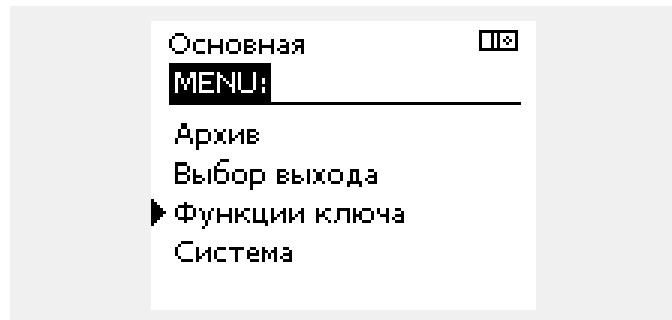 Основная
MENU:
Архив
Выбор выхода
Функции ключа
Система